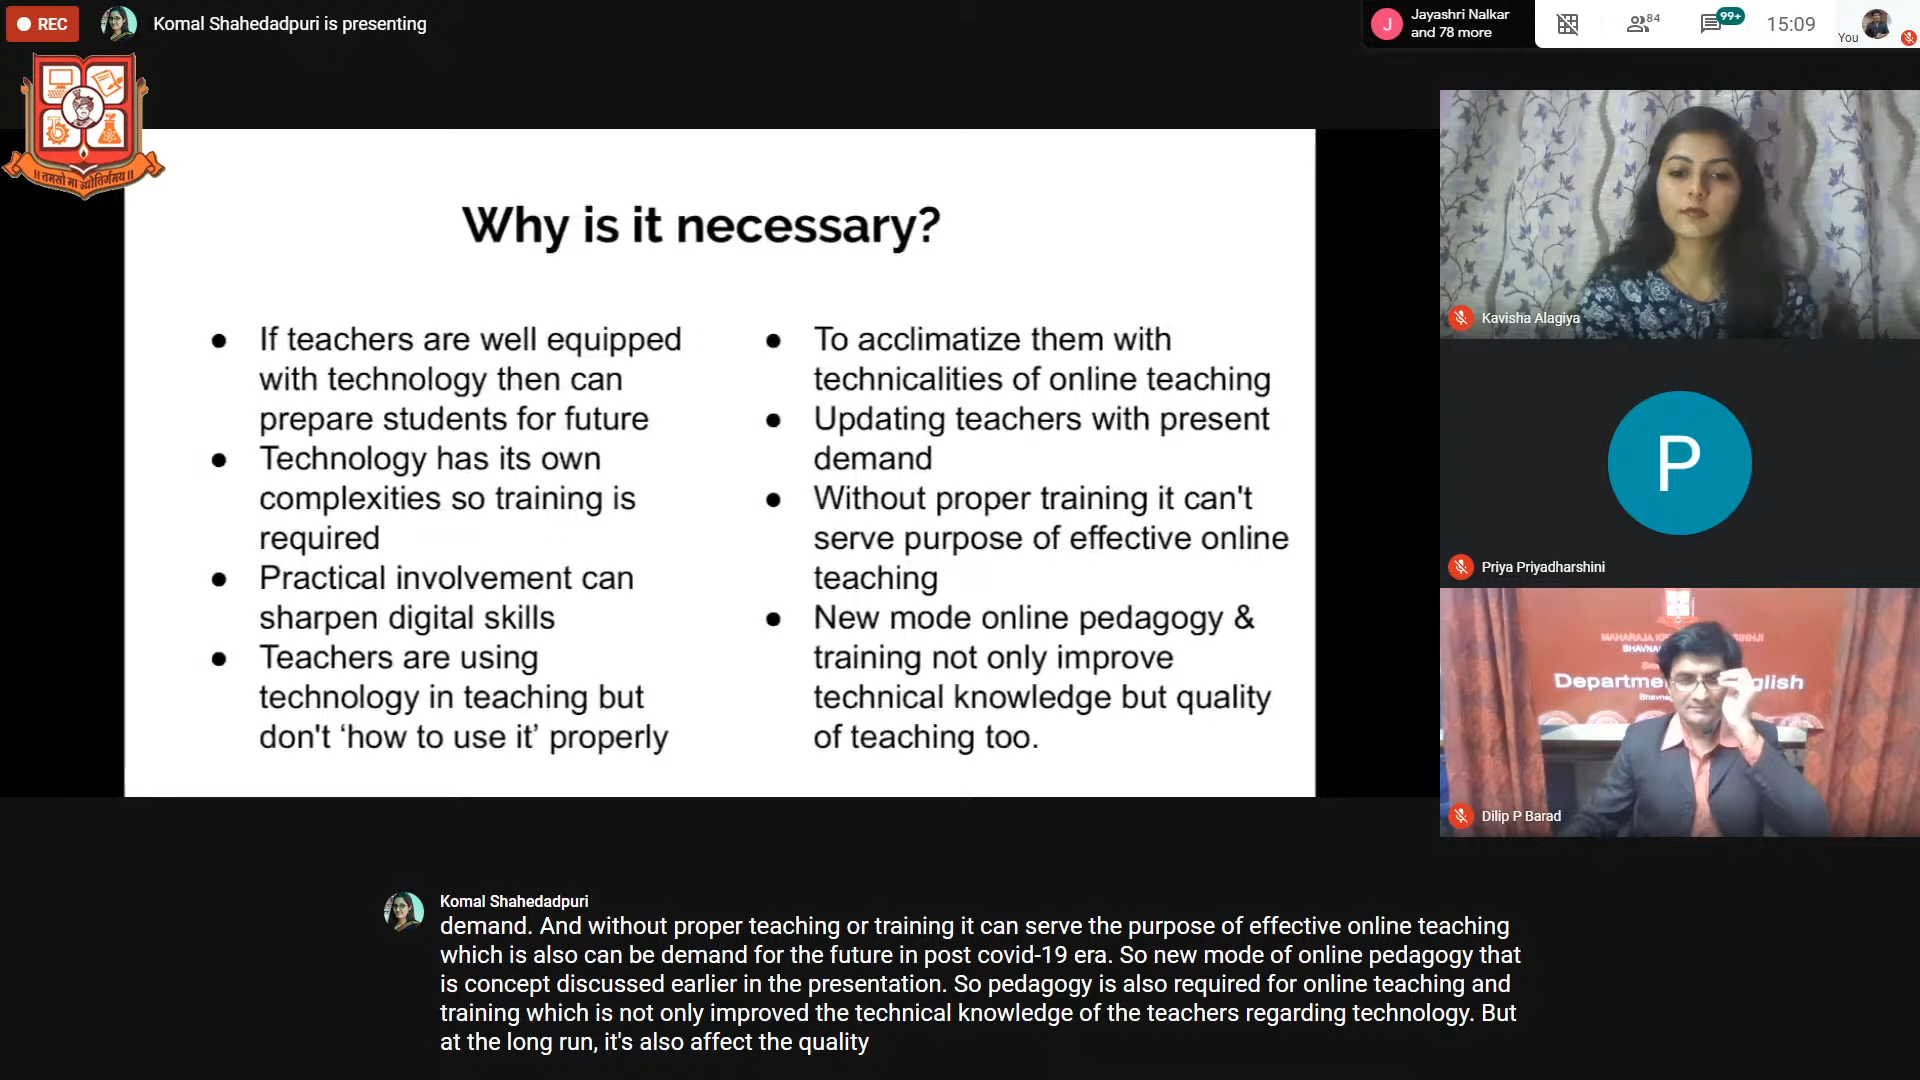 REC
Komal Shahedadpuri is presenting
J
Jayashri Nalkar
and 78 more
84
99+
15:09
You
॥ तमसो मा ज्योतिर्गमय॥
Why is it necessary?
● If teachers are well equipped
with technology then can
prepare students for future
● Technology has its own
complexities so training is
required
● Practical involvement can
sharpen digital skills
● Teachers are using
technology in teaching but
don't ‘how to use it’ properly
● To acclimatize them with
technicalities of online teaching
● Updating teachers with present
demand
● Without proper training it can't
serve purpose of effective online
teaching
● New mode online pedagogy &
training not only improve
technical knowledge but quality
of teaching too.
Kavisha Alagiya
P
Priya Priyadharshini
MAHARAJA
Dilip P Barad
Komal Shahedadpuri
demand. And without proper teaching or training it can serve the purpose of effective online teaching
which is also can be demand for the future in post covid-19 era. So new mode of online pedagogy that
is concept discussed earlier in the presentation. So pedagogy is also required for online teaching and
training which is not only improved the technical knowledge of the teachers regarding technology. But
at the long run, it's also affect the quality